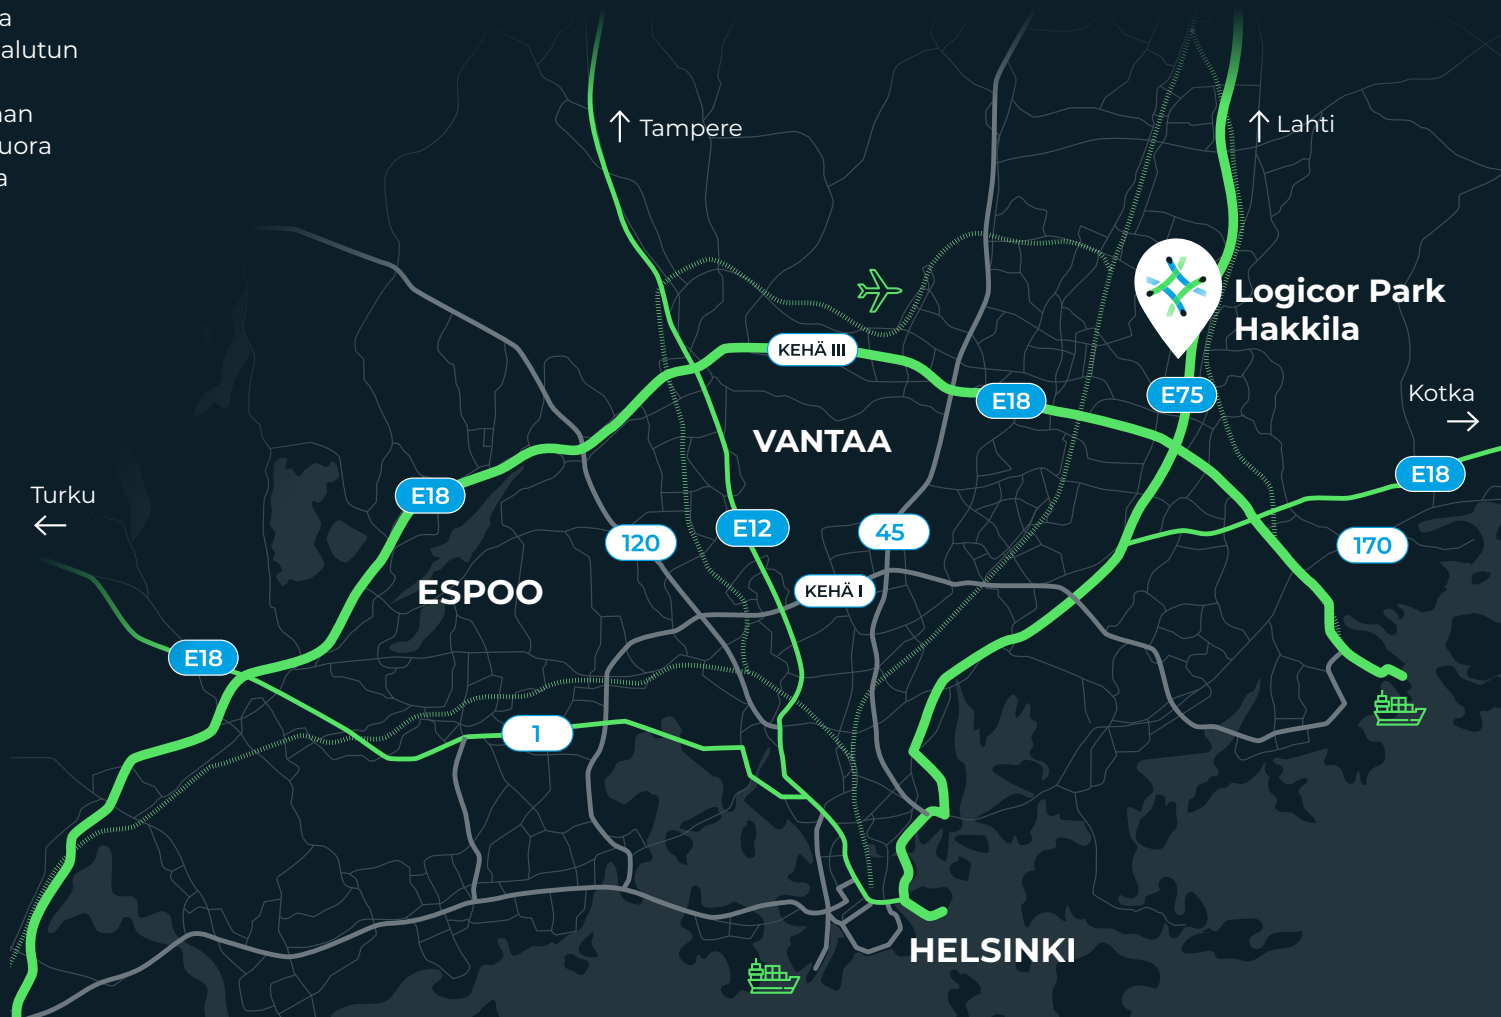 a
alutun
an
uora
a
Tampere
Lahti
Logicor Park
Hakkila
KEHÄ III
E18
E75
Kotka
VANTAA
E18
Turku
E18
E12
45
120
170
KEHÄ I
ESPOO
E18
1
HELSINKI